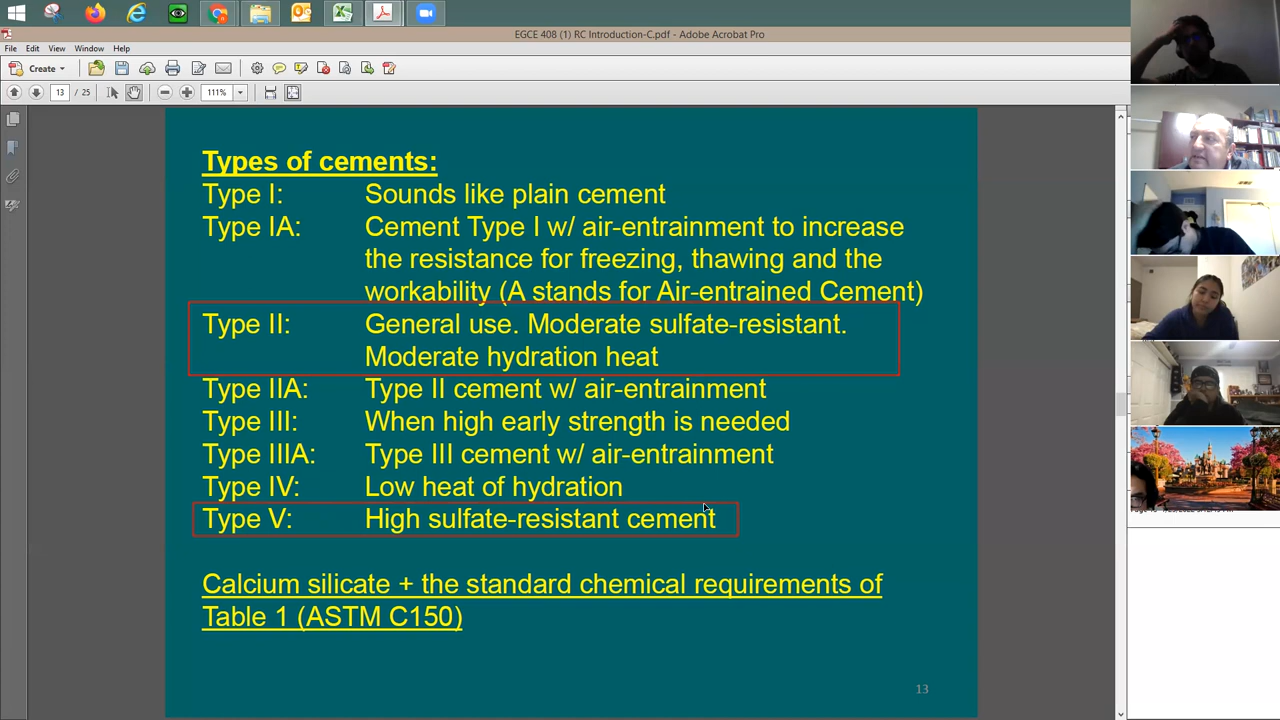 EGCE 408 (1) RC Introduction-C.pdf - Adobe Acrobat Pro
File Edit View Window Help
Create
13 / 25 111%
Types of cements:
Type I: Sounds like plain cement
Type IA: Cement Type I w/ air-entrainment to increase
the resistance for freezing, thawing and the
workability (A stands for Air-entrained Cement)
Type II: General use. Moderate sulfate-resistant.
Moderate hydration heat
Type IIA: Type II cement w/ air-entrainment
Type III: When high early strength is needed
Type IIIA: Type III cement w/ air-entrainment
Type IV: Low heat of hydration
Type V: High sulfate-resistant cement
Calcium silicate + the standard chemical requirements of
Table 1 (ASTM C150)
13